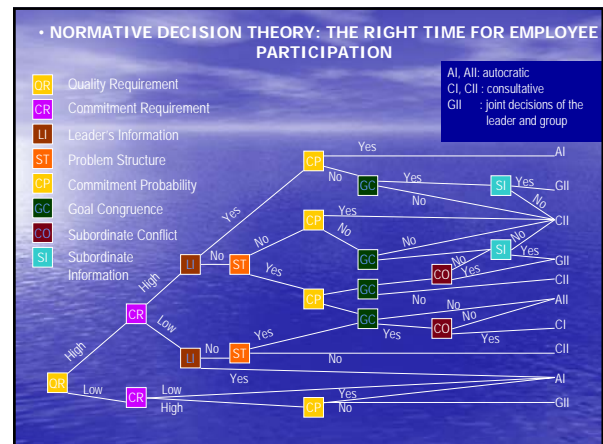 • NORMATIVE DECISION THEORY: THE RIGHT TIME FOR EMPLOYEE
PARTICIPATION
AI, AII: autocratic
CI, CII : consultative
GII : joint decisions of the
leader and group
QR Quality Requirement
CR Commitment Requirement
LI Leader's Information
ST Problem Structure
CP Commitment Probability
GC Goal Congruence
CO Subordinate Conflict
SI Subordinate
Information
Yes AI
CP
No GC Yes SI Yes GII
No No
Yes
CP Yes CII
No No
No GC No SI
LI No ST CO Yes Yes GII
Yes GC CII
High CP No No AII
CR GC No
Low Yes Yes CO Yes CI
High LI No ST No CII
QR Yes AI
Low CR Low Yes
High CP No GII